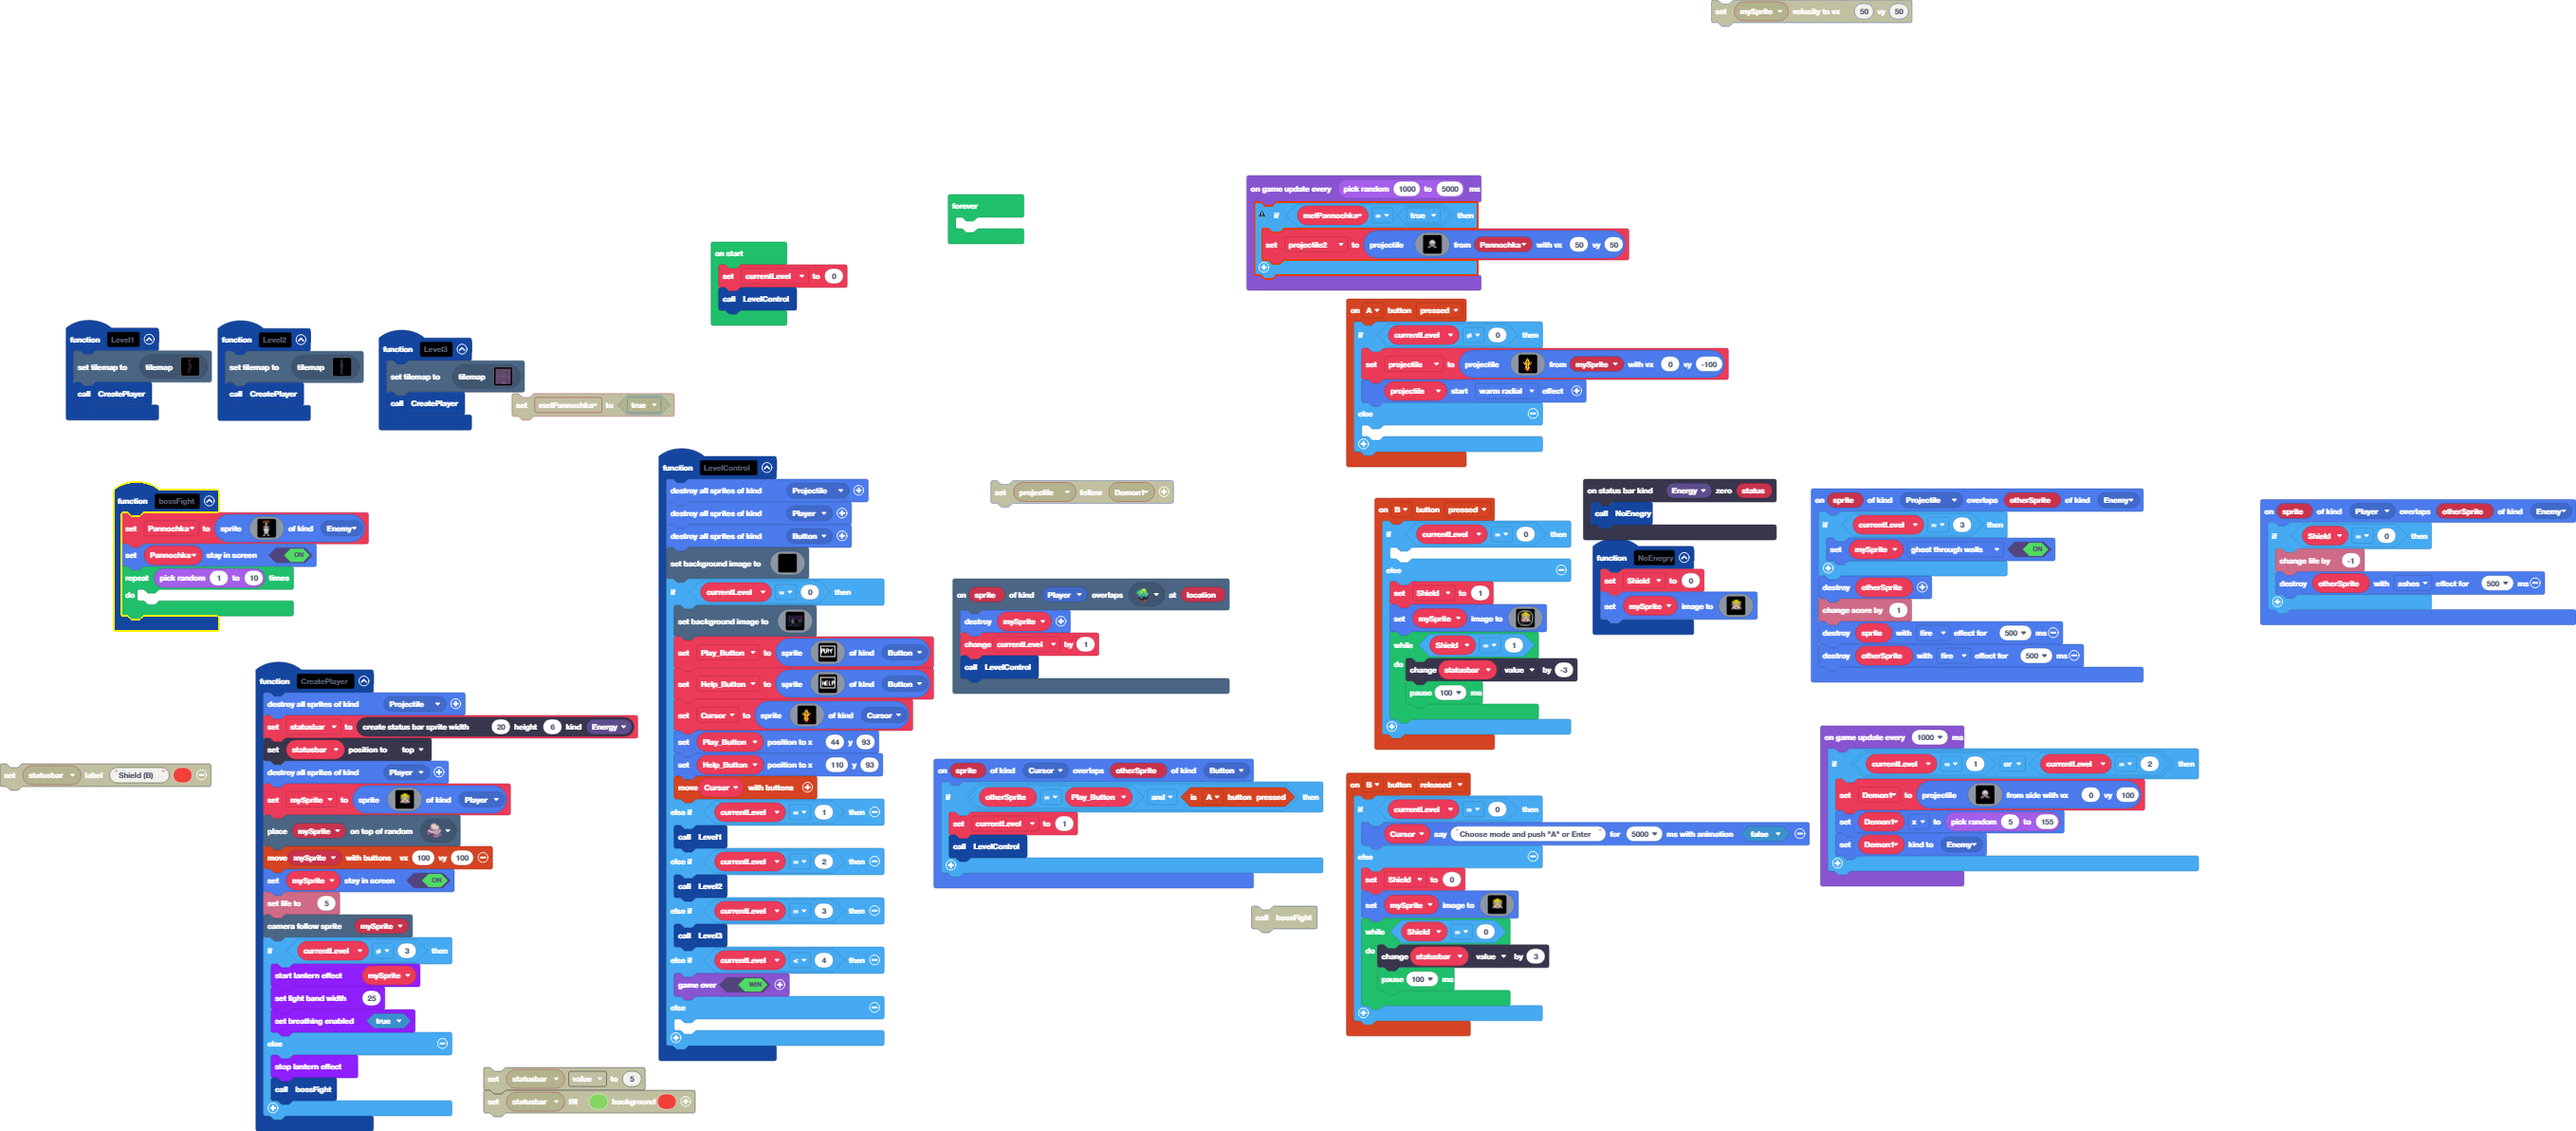 set mySprite velocity to vx 50 vy 50
on game update every pick random 1000 to 5000 ms
if metPannochka = true then
set projectile2 to projectile from Pannochka with vx 50 vy 50
forever
on start
set currentLevel to 0
call LevelControl
on A button pressed
if currentLevel ≠ 0 then
set projectile to projectile from mySprite with vx 0 vy -100
projectile start warm radial effect
else
function Level1
set tilemap to tilemap
call CreatePlayer
function Level2
set tilemap to tilemap
call CreatePlayer
function Level3
set tilemap to tilemap
call CreatePlayer
set metPannochka to true
function bossFight
set Pannochka to sprite of kind Enemy
set Pannochka stay in screen ON
repeat pick random 1 to 10 times
do
function LevelControl
destroy all sprites of kind Projectile
destroy all sprites of kind Player
destroy all sprites of kind Button
set background image to
if currentLevel = 0 then
set background image to
set Play_Button to sprite PLAY of kind Button
set Help_Button to sprite HELP of kind Button
set Cursor to sprite of kind Cursor
set Play_Button position to x 44 y 93
set Help_Button position to x 110 y 93
move Cursor with buttons
else if currentLevel = 1 then
call Level1
else if currentLevel = 2 then
call Level2
else if currentLevel = 3 then
call Level3
else if currentLevel < 4 then
game over WIN
else
set projectile follow Demon1
on sprite of kind Player overlaps at location
destroy mySprite
change currentLevel by 1
call LevelControl
on sprite of kind Cursor overlaps otherSprite of kind Button
if otherSprite = Play_Button and is A button pressed then
set currentLevel to 1
call LevelControl
call bossFight
on B button pressed
if currentLevel = 0 then
else
set Shield to 1
set mySprite image to
while Shield = 1
do change statusbar value by -3
pause 100 ms
on status bar kind Energy zero status
call NoEnegry
function NoEnegry
set Shield to 0
set mySprite image to
on sprite of kind Projectile overlaps otherSprite of kind Enemy
if currentLevel = 3 then
set mySprite ghost through walls ON
destroy otherSprite
change score by 1
destroy sprite with fire effect for 500 ms
destroy otherSprite with fire effect for 500 ms
on sprite of kind Player overlaps otherSprite of kind Enemy
if Shield = 0 then
change life by -1
destroy otherSprite with ashes effect for 500 ms
on game update every 1000 ms
if currentLevel = 1 or currentLevel = 2 then
set Demon1 to projectile from side with vx 0 vy 100
set Demon1 x to pick random 5 to 155
set Demon1 kind to Enemy
on B button released
if currentLevel = 0 then
Cursor say "Choose mode and push "A" or Enter" for 5000 ms with animation false
else
set Shield to 0
set mySprite image to
while Shield = 0
do change statusbar value by 3
pause 100 ms
function CreatePlayer
destroy all sprites of kind Projectile
set statusbar to create status bar sprite width 20 height 6 kind Energy
set statusbar position to top
destroy all sprites of kind Player
set mySprite to sprite of kind Player
place mySprite on top of random
move mySprite with buttons vx 100 vy 100
set mySprite stay in screen ON
set life to 5
camera follow sprite mySprite
if currentLevel ≠ 3 then
start lantern effect mySprite
set light band width 25
set breathing enabled true
else
stop lantern effect
call bossFight
set statusbar label "Shield (B)"
set statusbar value to 5
set statusbar fill background